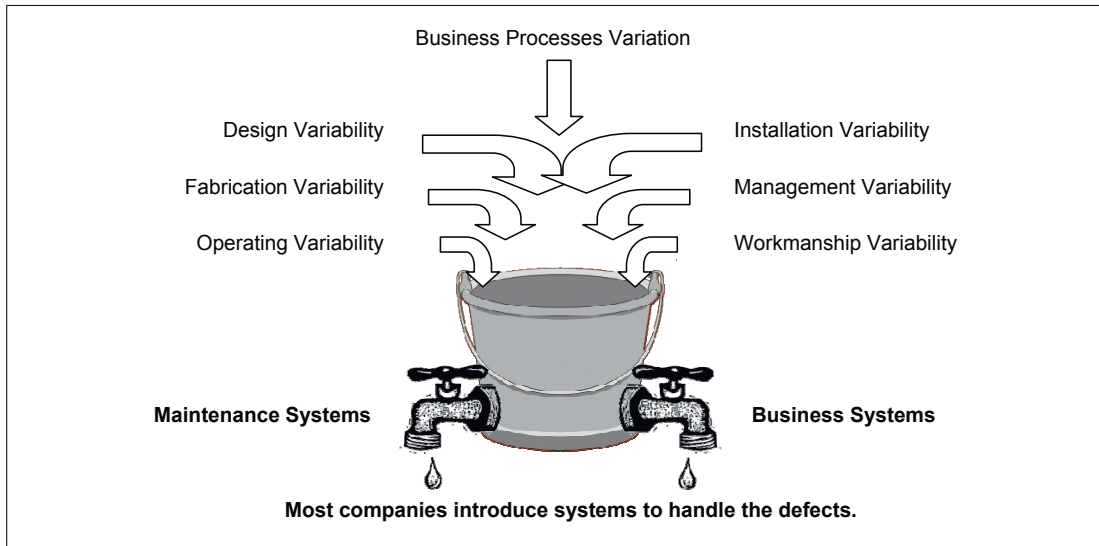 Business Processes Variation
Design Variability
Installation Variability
Fabrication Variability
Management Variability
Operating Variability
Workmanship Variability
Maintenance Systems
Business Systems
Most companies introduce systems to handle the defects.